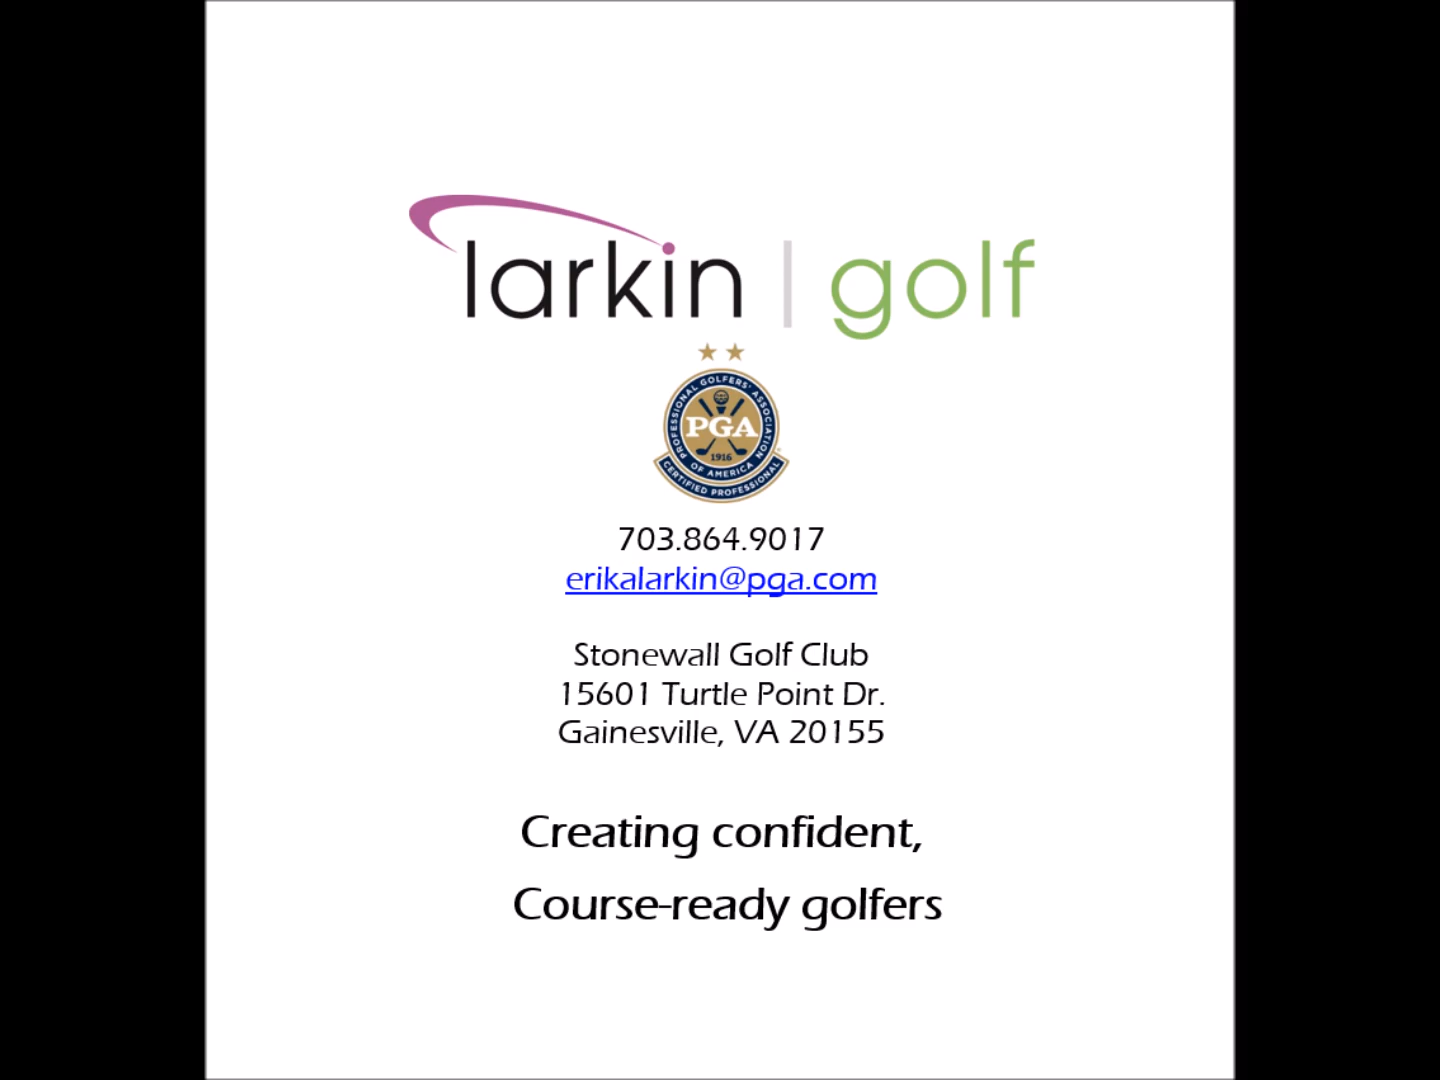 larkin | golf
PROFESSIONAL GOLFERS' ASSOCIATION
PGA
1916
OF AMERICA
CERTIFIED PROFESSIONAL
703.864.9017
erikalarkin@pga.com
Stonewall Golf Club
15601 Turtle Point Dr.
Gainesville, VA 20155
Creating confident,
Course-ready golfers